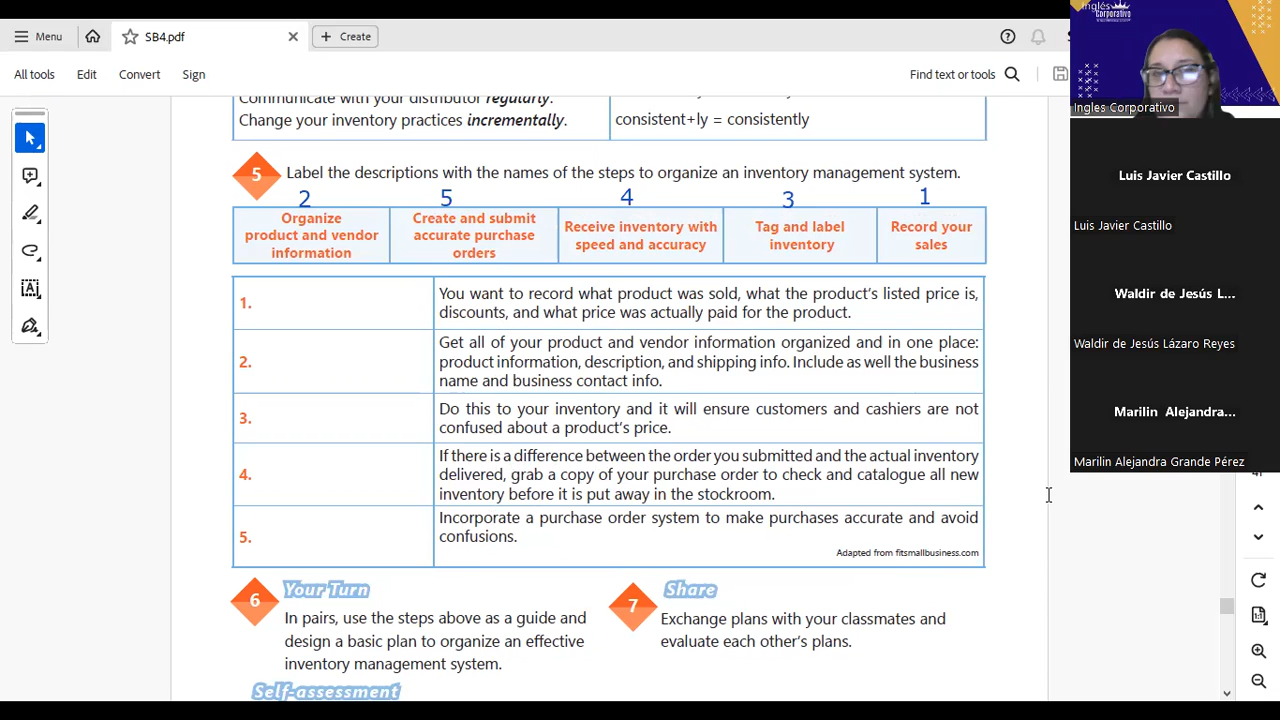 Menu
SB4.pdf
Create
All tools
Edit
Convert
Sign
Find text or tools
Inglés
Corporativo
Ingles Corporativo
Communicate with your distributor regularly.
Change your inventory practices incrementally.
consistent+ly = consistently
5 Label the descriptions with the names of the steps to organize an inventory management system.
2 5 4 3 1
Organize
product and vendor
information
Create and submit
accurate purchase
orders
Receive inventory with
speed and accuracy
Tag and label
inventory
Record your
sales
1.
You want to record what product was sold, what the product's listed price is,
discounts, and what price was actually paid for the product.
2.
Get all of your product and vendor information organized and in one place:
product information, description, and shipping info. Include as well the business
name and business contact info.
3.
Do this to your inventory and it will ensure customers and cashiers are not
confused about a product's price.
4.
If there is a difference between the order you submitted and the actual inventory
delivered, grab a copy of your purchase order to check and catalogue all new
inventory before it is put away in the stockroom.
5.
Incorporate a purchase order system to make purchases accurate and avoid
confusions.
Adapted from fitsmallbusiness.com
6 Your Turn
In pairs, use the steps above as a guide and
design a basic plan to organize an effective
inventory management system.
7 Share
Exchange plans with your classmates and
evaluate each other's plans.
Self-assessment
Luis Javier Castillo
Luis Javier Castillo
Waldir de Jesús L...
Waldir de Jesús Lázaro Reyes
Marilin Alejandra...
Marilin Alejandra Grande Pérez